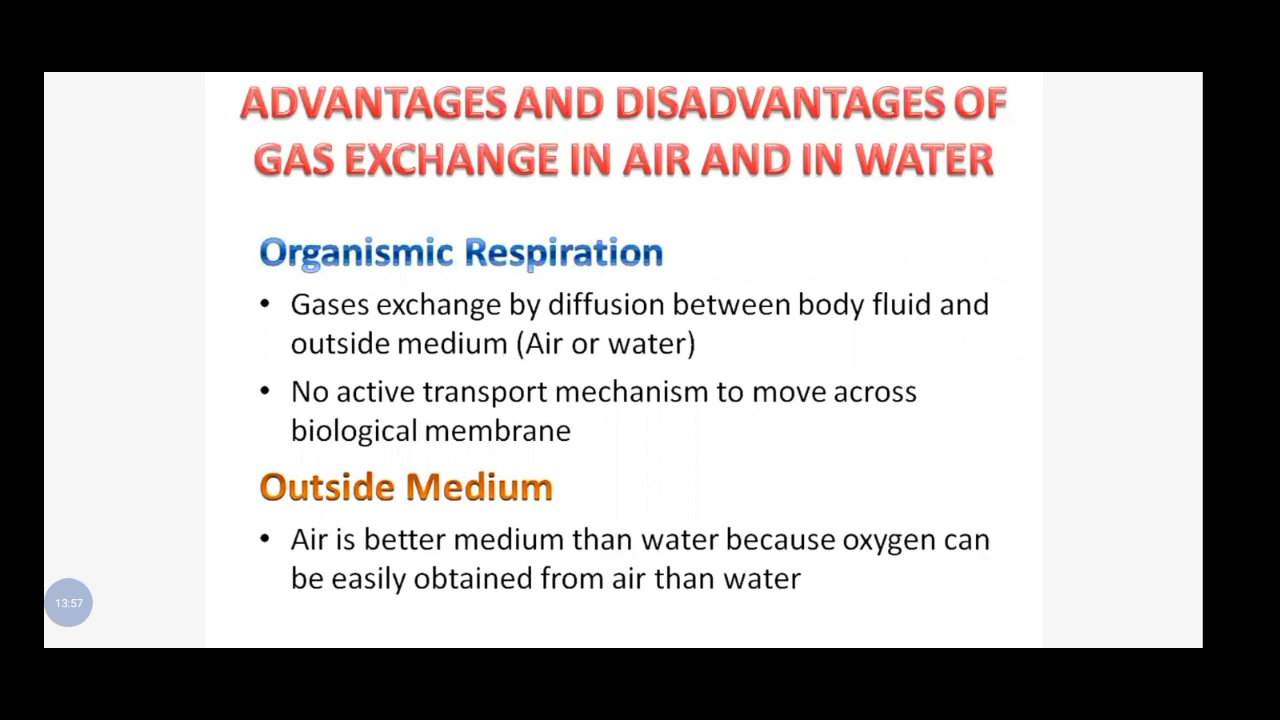 ADVANTAGES AND DISADVANTAGES OF
GAS EXCHANGE IN AIR AND IN WATER
Organismic Respiration
• Gases exchange by diffusion between body fluid and
outside medium (Air or water)
• No active transport mechanism to move across
biological membrane
Outside Medium
• Air is better medium than water because oxygen can
be easily obtained from air than water
13:57